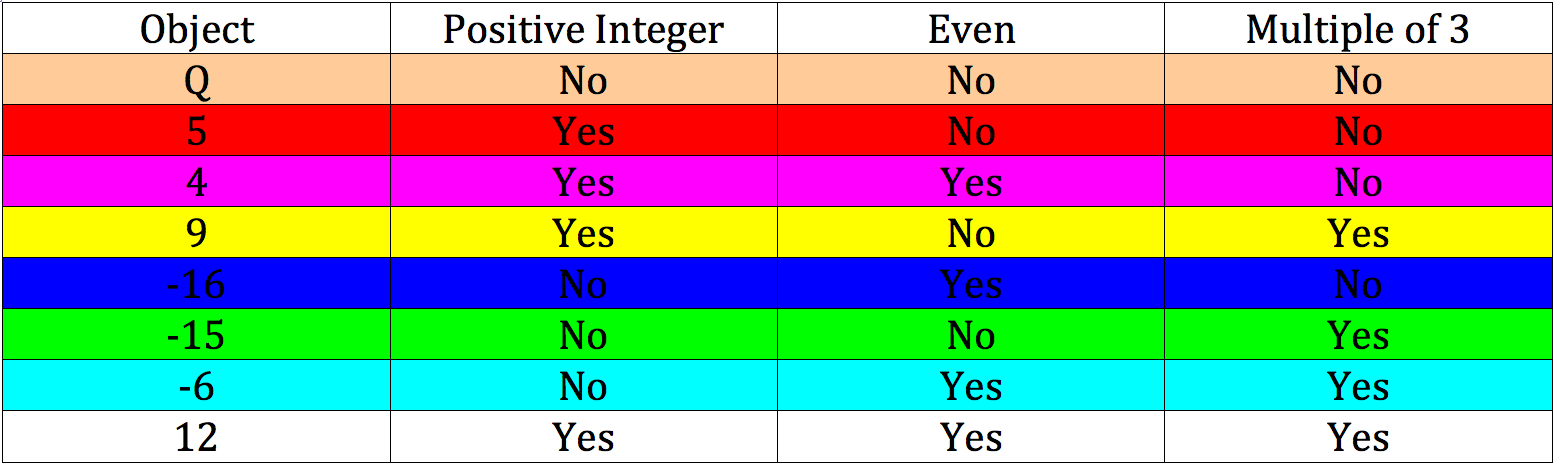 Object Positive Integer Even Multiple of 3
Q No No No
5 Yes No No
4 Yes Yes No
9 Yes No Yes
-16 No Yes No
-15 No No Yes
-6 No Yes Yes
12 Yes Yes Yes